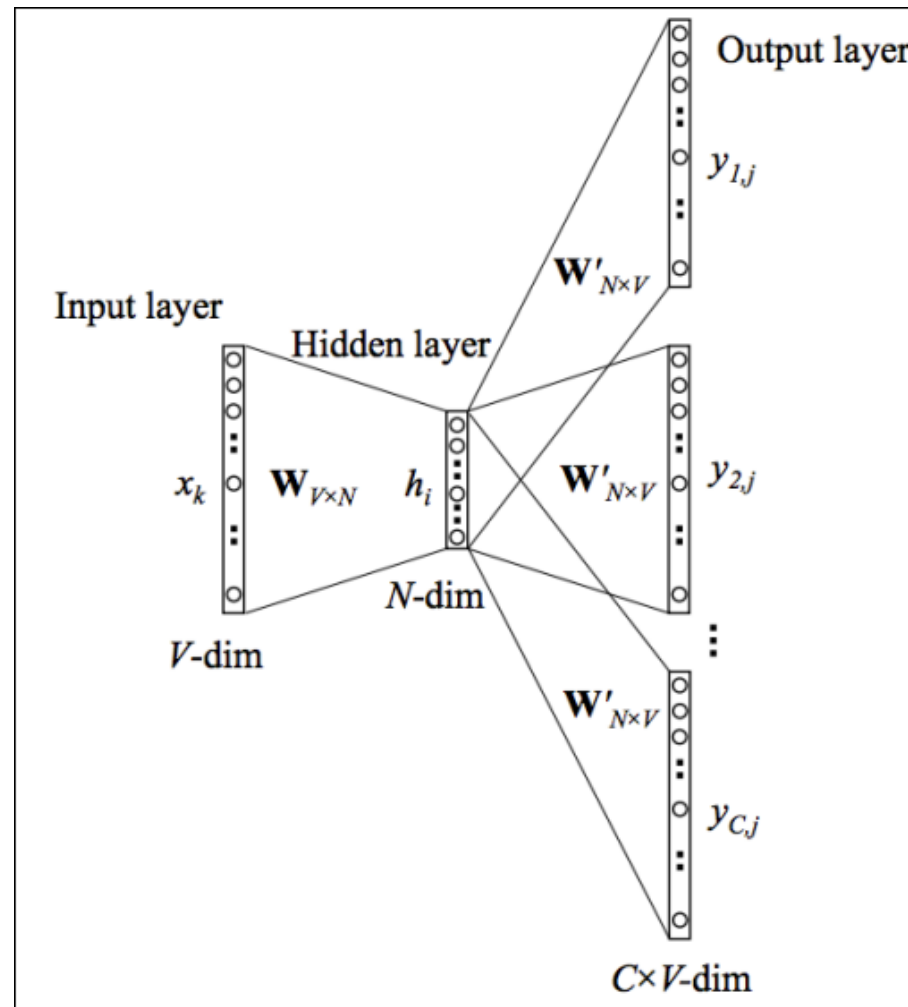 Output layer
y1,j
W'N×V
Input layer
Hidden layer
xk
WV×N
hi
W'N×V
y2,j
N-dim
V-dim
W'N×V
yC,j
C×V-dim